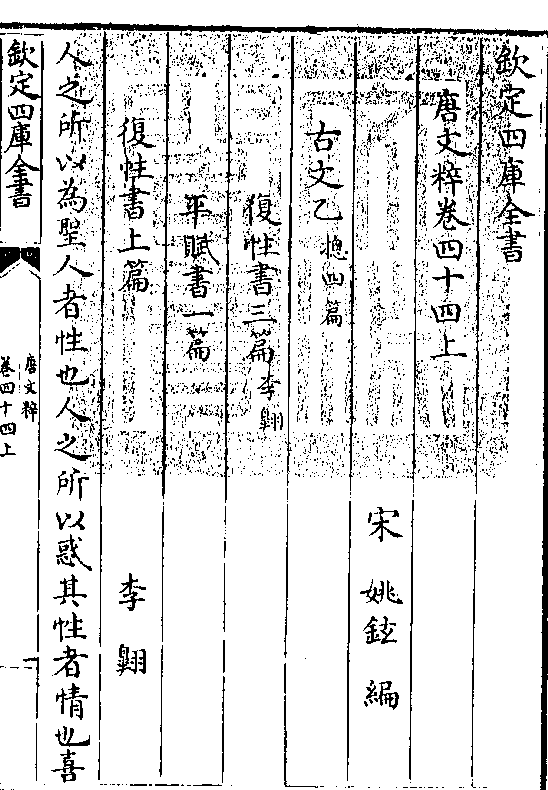 欽定四庫全書
唐文粹卷四十四上
宋 姚鉉 編
古文乙 摠四篇
復性書三篇 李翺
平賦書一篇
復性書上篇 李翺
人之所以為聖人者性也人之所以惑其性者情也喜
欽定四庫全書
唐文粹
卷四十四上